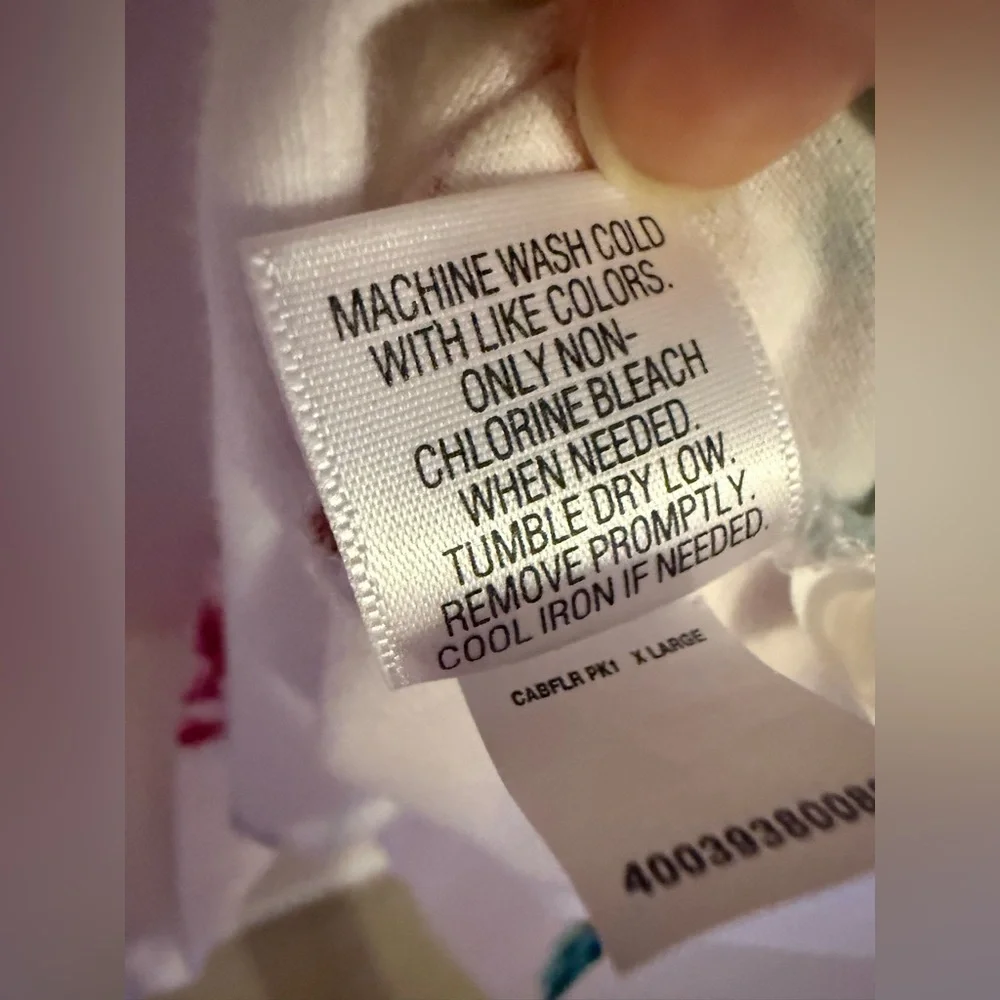 MACHINE WASH COLD
WITH LIKE COLORS.
ONLY NON-
CHLORINE BLEACH
WHEN NEEDED.
TUMBLE DRY LOW.
REMOVE PROMPTLY.
COOL IRON IF NEEDED.
CABFLR PK1 X LARGE